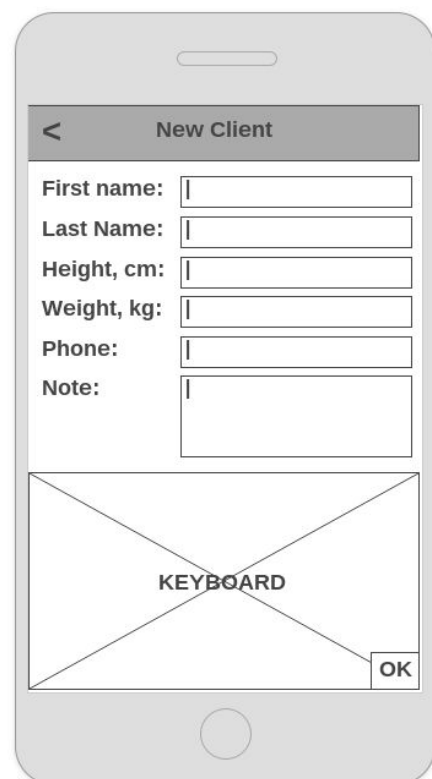 < New Client
First name:
Last Name:
Height, cm:
Weight, kg:
Phone:
Note:
KEYBOARD
OK